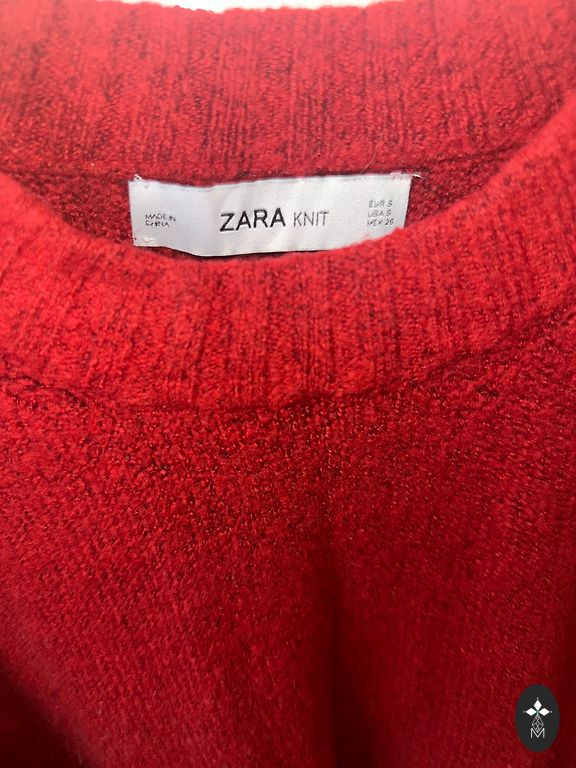 MADE IN
CHINA
ZARA KNIT
EUR S
USA S
MEX 26